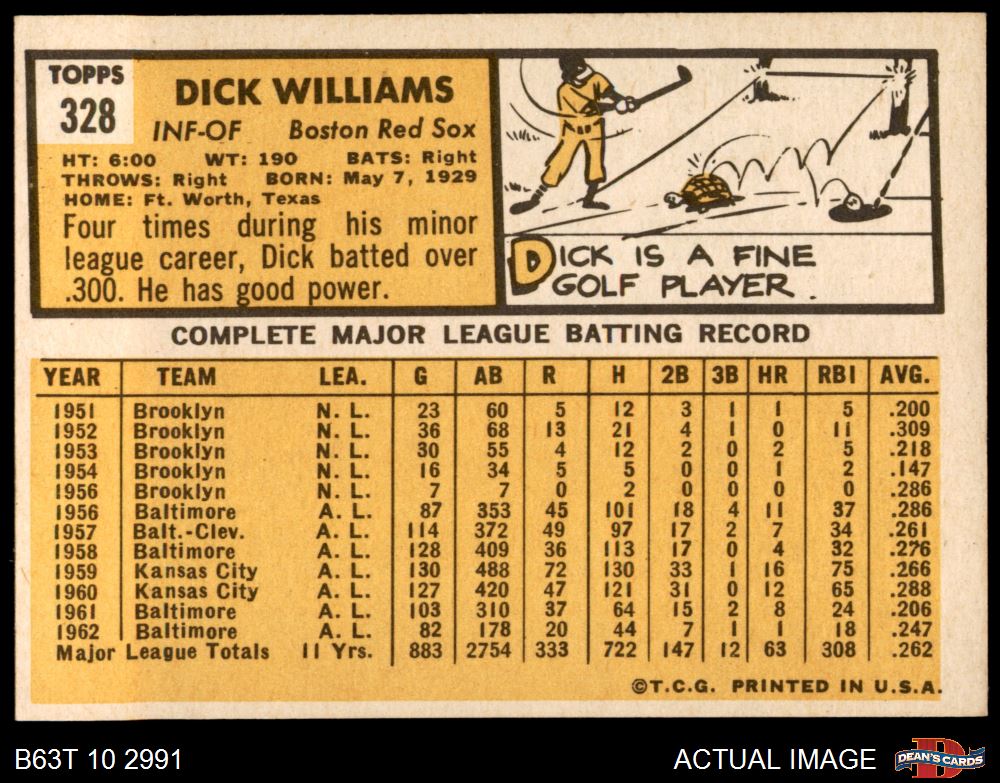 TOPPS
328
DICK WILLIAMS
INF-OF Boston Red Sox
HT: 6:00 WT: 190 BATS: Right
THROWS: Right BORN: May 7, 1929
HOME: Ft. Worth, Texas
Four times during his minor
league career, Dick batted over
.300. He has good power.
DICK IS A FINE
GOLF PLAYER.
COMPLETE MAJOR LEAGUE BATTING RECORD
YEAR TEAM LEA. G AB R H 2B 3B HR RBI AVG.
1951 Brooklyn N. L. 23 60 5 12 3 1 1 5 .200
1952 Brooklyn N. L. 36 68 13 21 4 1 0 11 .309
1953 Brooklyn N. L. 30 55 4 12 2 0 2 5 .218
1954 Brooklyn N. L. 16 34 5 5 0 0 1 2 .147
1956 Brooklyn N. L. 7 7 0 2 0 0 0 0 .286
1956 Baltimore A. L. 87 353 45 101 18 4 11 37 .286
1957 Balt.-Clev. A. L. 114 372 49 97 17 2 7 34 .261
1958 Baltimore A. L. 128 409 36 113 17 0 4 32 .276
1959 Kansas City A. L. 130 488 72 130 33 1 16 75 .266
1960 Kansas City A. L. 127 420 47 121 31 0 12 65 .288
1961 Baltimore A. L. 103 310 37 64 15 2 8 24 .206
1962 Baltimore A. L. 82 178 20 44 7 1 1 18 .247
Major League Totals 11 Yrs. 883 2754 333 722 147 12 63 308 .262
©T.C.G. PRINTED IN U.S.A.
B63T 10 2991
ACTUAL IMAGE
D
DEAN'S CARDS